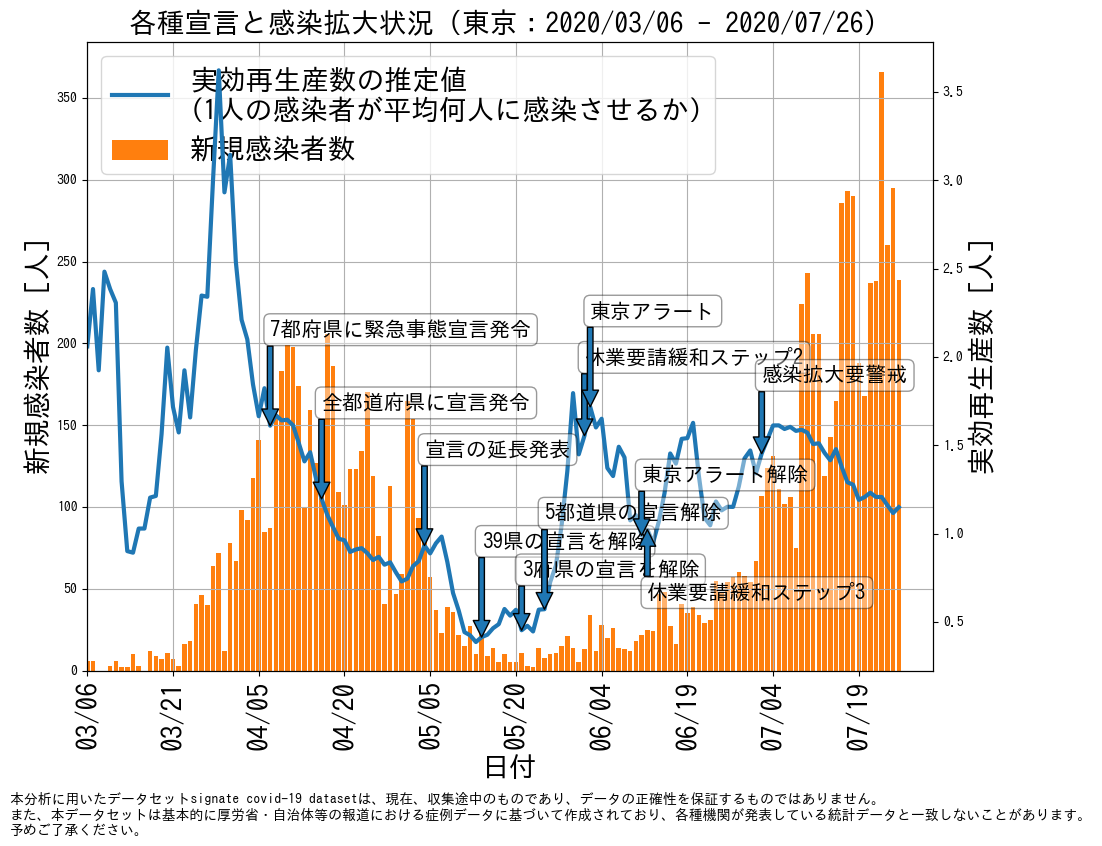 各種宣言と感染拡大状況 (東京：2020/03/06 - 2020/07/26)
実効再生産数の推定値
(1人の感染者が平均何人に感染させるか)
新規感染者数
新規感染者数 [人]
350
300
250
200
150
100
50
0
実効再生産数 [人]
3.5
3.0
2.5
2.0
1.5
1.0
0.5
東京アラート
7都府県に緊急事態宣言発令
休業要請緩和ステップ2
感染拡大要警戒
全都道府県に宣言発令
宣言の延長発表
東京アラート解除
5都道県の宣言解除
39県の宣言を解除
3府県の宣言を解除
休業要請緩和ステップ3
03/06
03/21
04/05
04/20
05/05
05/20
06/04
06/19
07/04
07/19
日付
本分析に用いたデータセットsignate covid-19 datasetは、現在、収集途中のものであり、データの正確性を保証するものではありません。
また、本データセットは基本的に厚労省・自治体等の報道における症例データに基づいて作成されており、各種機関が発表している統計データと一致しないことがあります。
予めご了承ください。